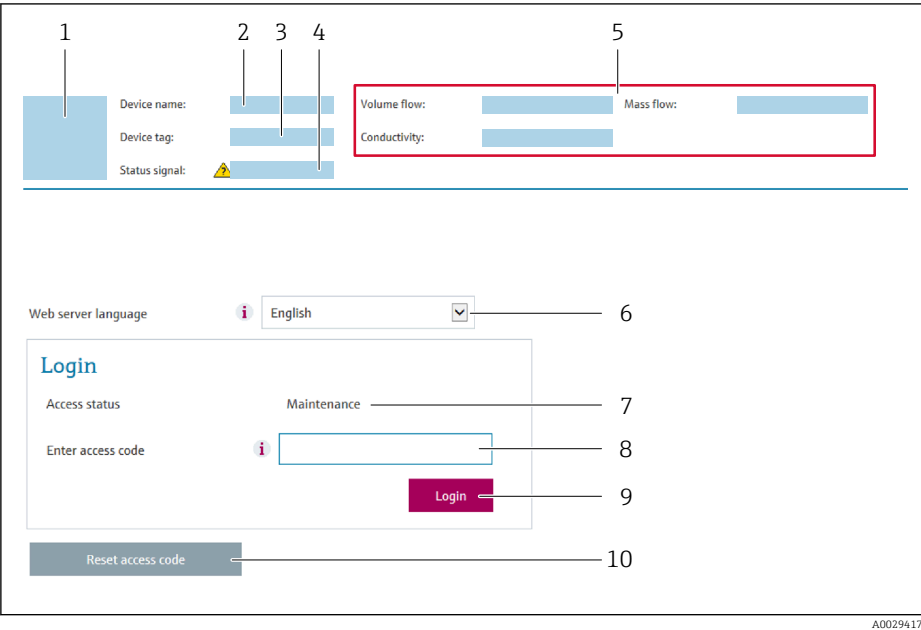 1 2 3 4 5
Device name: Volume flow: Mass flow:
Device tag: Conductivity:
Status signal: ?
Web server language i English 6
Login
Access status Maintenance 7
Enter access code i 8
Login 9
Reset access code 10
A0029417